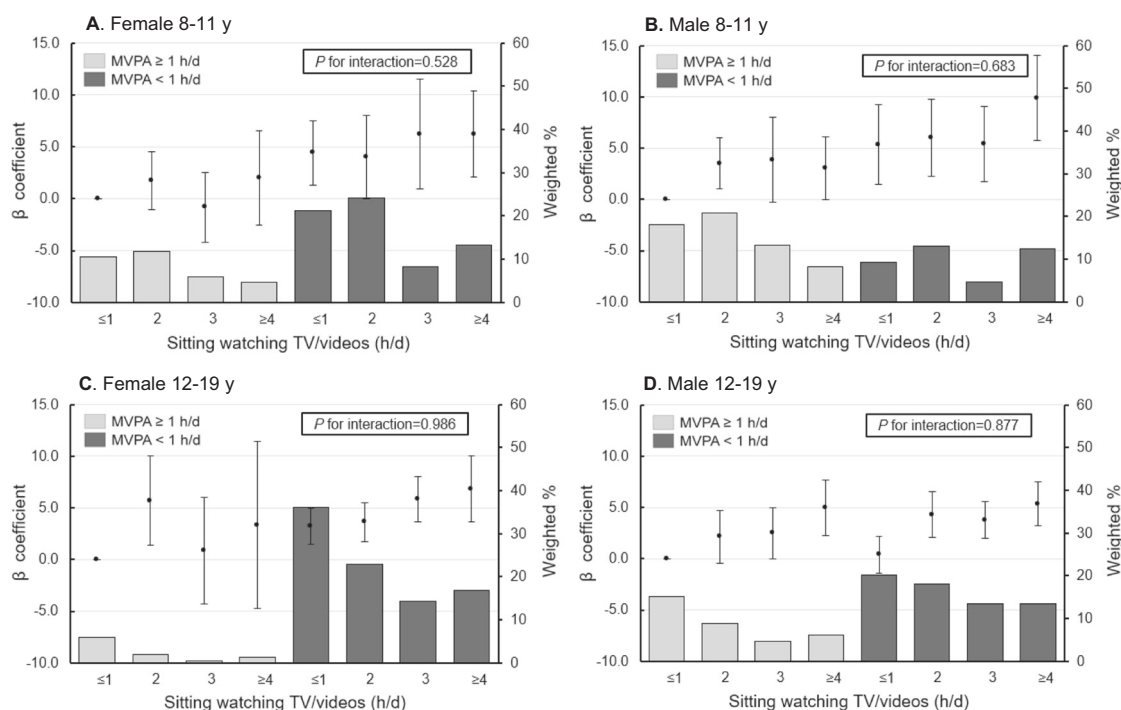 A. Female 8-11 y
15.0
10.0
5.0
0.0
-5.0
-10.0
β coefficient
MVPA ≥ 1 h/d
MVPA < 1 h/d
P for interaction=0.528
60
50
40
30
20
10
0
Weighted %
≤1 2 3 ≥4 ≤1 2 3 ≥4
Sitting watching TV/videos (h/d)
B. Male 8-11 y
15.0
10.0
5.0
0.0
-5.0
-10.0
β coefficient
MVPA ≥ 1 h/d
MVPA < 1 h/d
P for interaction=0.683
60
50
40
30
20
10
0
Weighted %
≤1 2 3 ≥4 ≤1 2 3 ≥4
Sitting watching TV/videos (h/d)
C. Female 12-19 y
15.0
10.0
5.0
0.0
-5.0
-10.0
β coefficient
MVPA ≥ 1 h/d
MVPA < 1 h/d
P for interaction=0.986
60
50
40
30
20
10
0
Weighted %
≤1 2 3 ≥4 ≤1 2 3 ≥4
Sitting watching TV/videos (h/d)
D. Male 12-19 y
15.0
10.0
5.0
0.0
-5.0
-10.0
β coefficient
MVPA ≥ 1 h/d
MVPA < 1 h/d
P for interaction=0.877
60
50
40
30
20
10
0
Weighted %
≤1 2 3 ≥4 ≤1 2 3 ≥4
Sitting watching TV/videos (h/d)